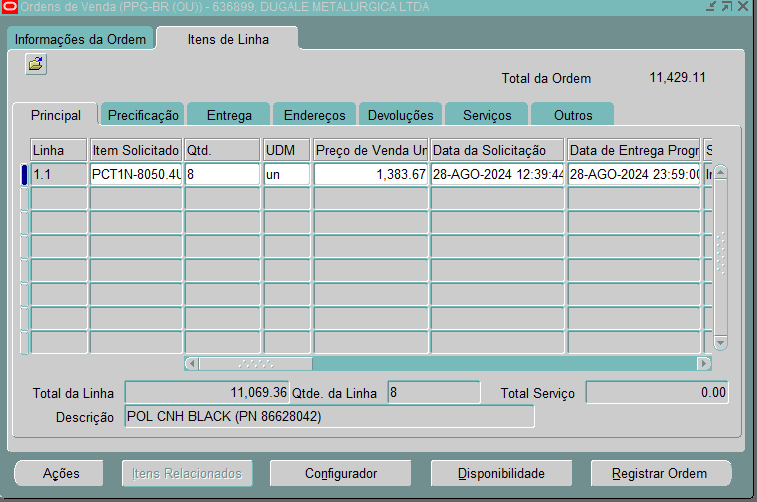 Ordens de Venda (PPG-BR (OU)) - 636899, DUGALE METALURGICA LTDA
Informações da Ordem Itens de Linha
Total da Ordem 11,429.11
Principal Precificação Entrega Endereços Devoluções Serviços Outros
Linha Item Solicitado Qtd. UDM Preço de Venda Un Data da Solicitação Data de Entrega Progr S
1.1 PCT1N-8050.4U 8 un 1,383.67 28-AGO-2024 12:39:44 28-AGO-2024 23:59:00 In
Total da Linha 11,069.36 Qtde. da Linha 8 Total Serviço 0.00
Descrição POL CNH BLACK (PN 86628042)
Ações Itens Relacionados Configurador Disponibilidade Registrar Ordem